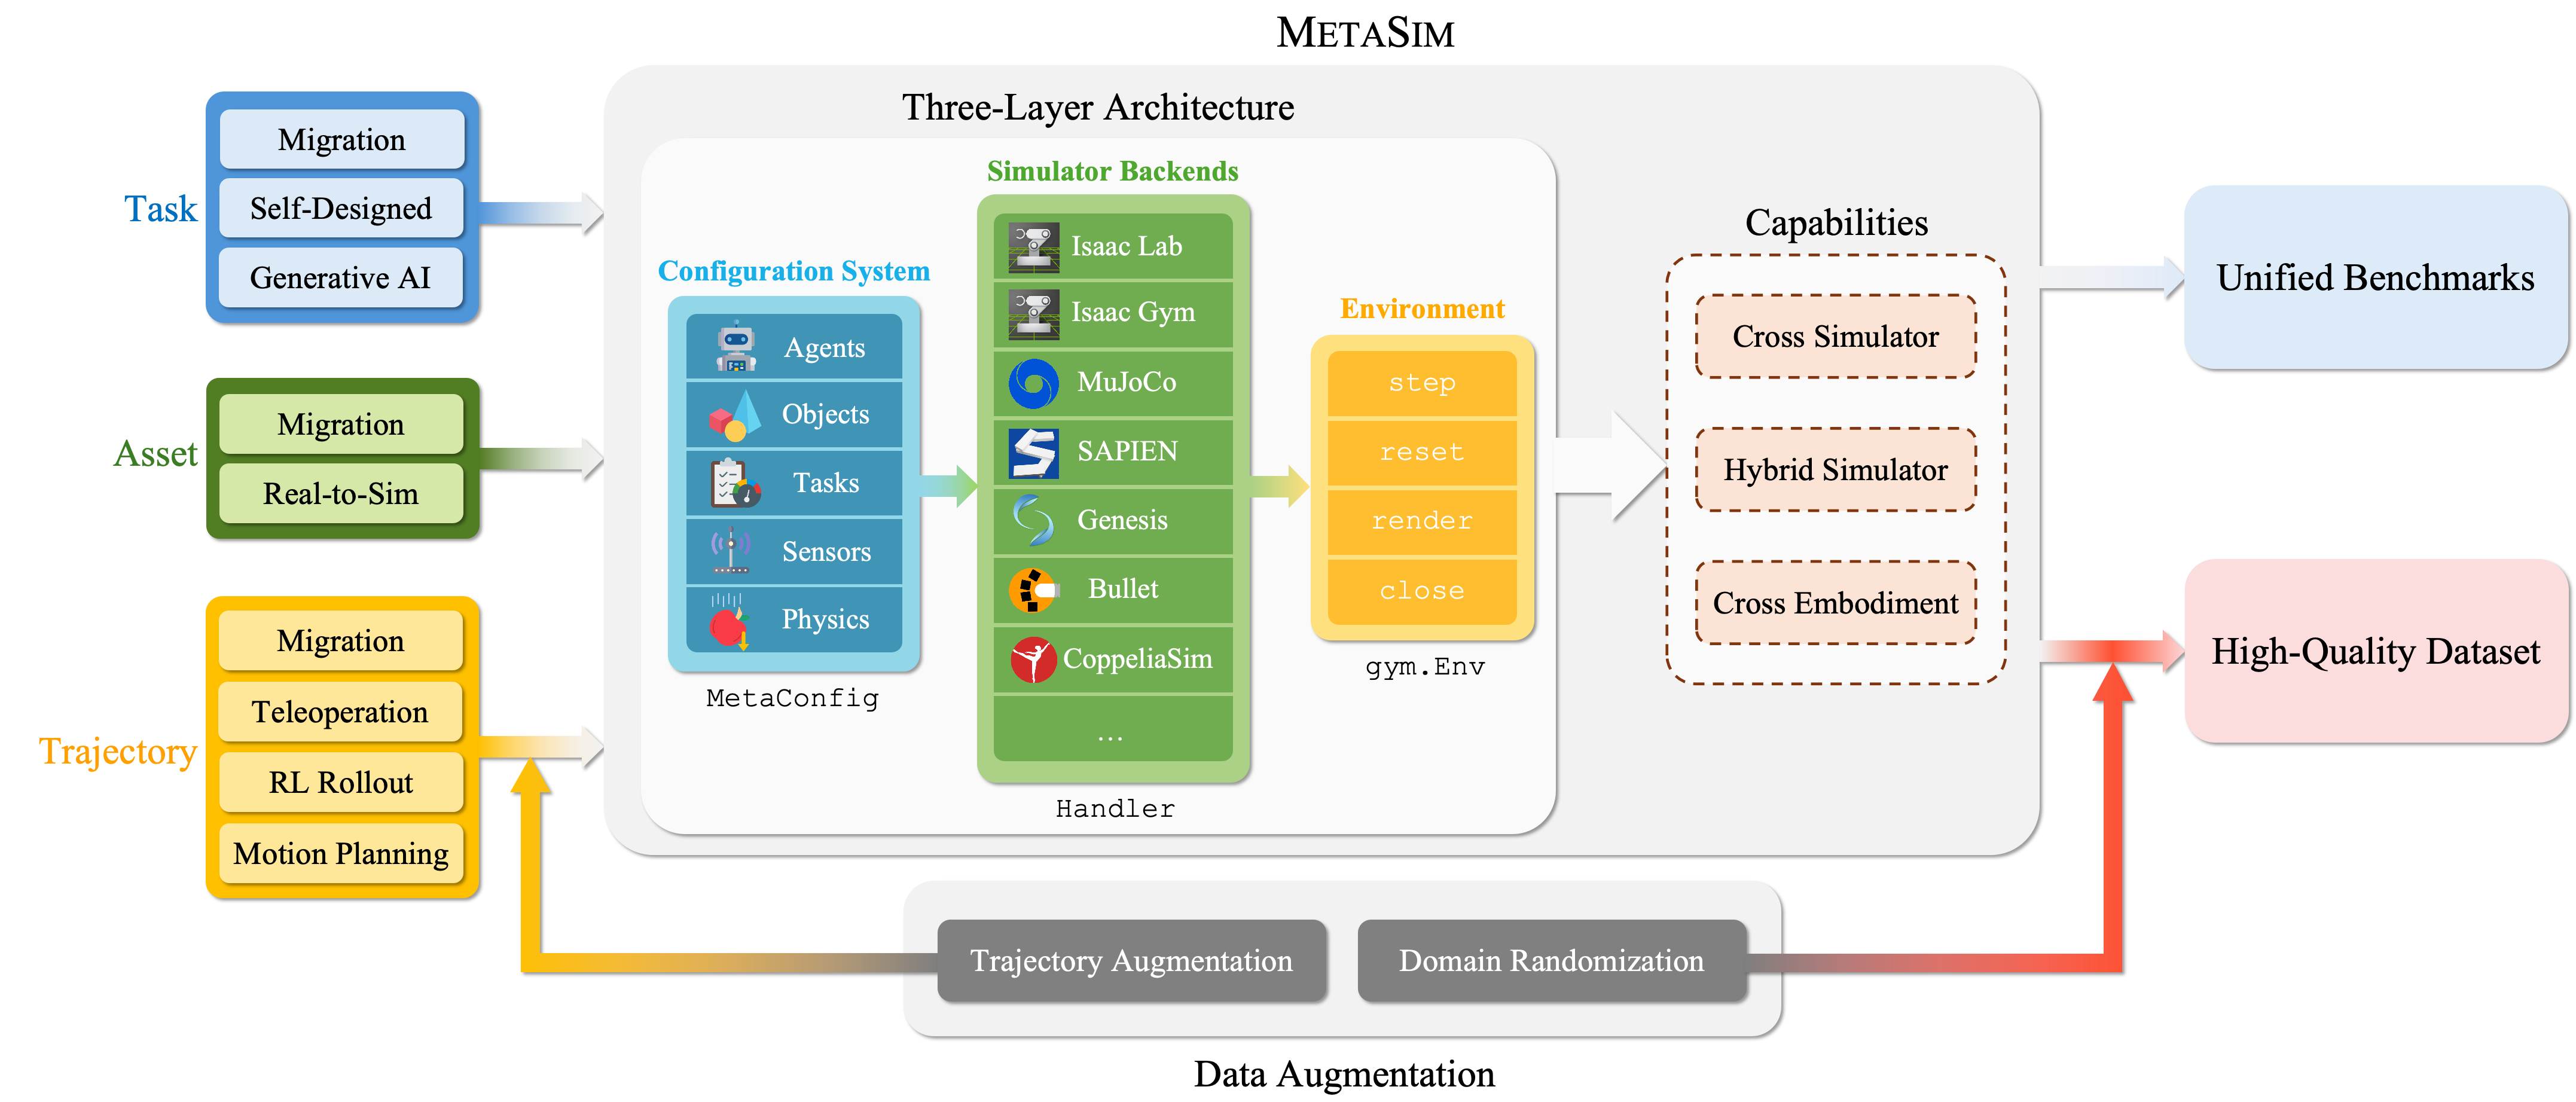 METASIM
Task
Migration
Self-Designed
Generative AI
Asset
Migration
Real-to-Sim
Trajectory
Migration
Teleoperation
RL Rollout
Motion Planning
Three-Layer Architecture
Configuration System
Agents
Objects
Tasks
Sensors
Physics
MetaConfig
Simulator Backends
Isaac Lab
Isaac Gym
MuJoCo
SAPIEN
Genesis
Bullet
CoppeliaSim
...
Handler
Environment
step
reset
render
close
gym.Env
Capabilities
Cross Simulator
Hybrid Simulator
Cross Embodiment
Unified Benchmarks
High-Quality Dataset
Trajectory Augmentation
Domain Randomization
Data Augmentation